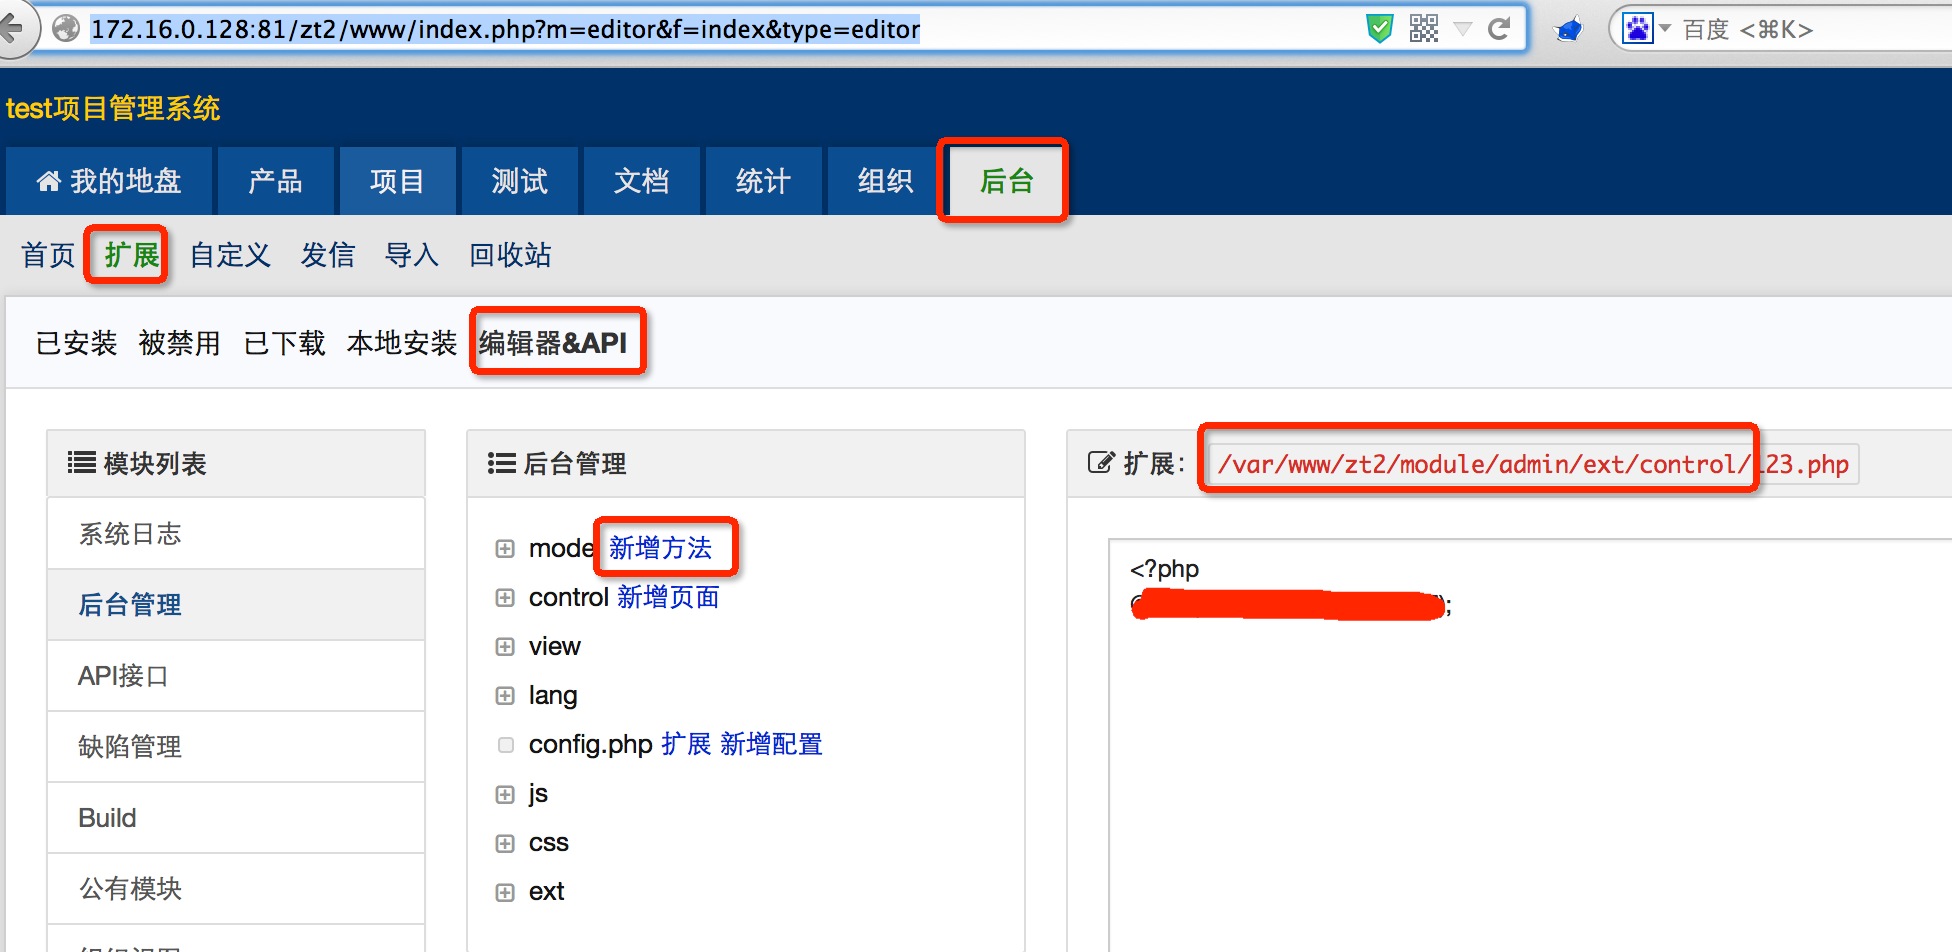 172.16.0.128:81/zt2/www/index.php?m=editor&f=index&type=editor
百度 <⌘K>
test项目管理系统
我的地盘 产品 项目 测试 文档 统计 组织 后台
首页 扩展 自定义 发信 导入 回收站
已安装 被禁用 已下载 本地安装 编辑器&API
模块列表
系统日志
后台管理
API接口
缺陷管理
Build
公有模块
后台管理
mode 新增方法
control 新增页面
view
lang
config.php 扩展 新增配置
js
css
ext
扩展: /var/www/zt2/module/admin/ext/control/123.php
<?php
;